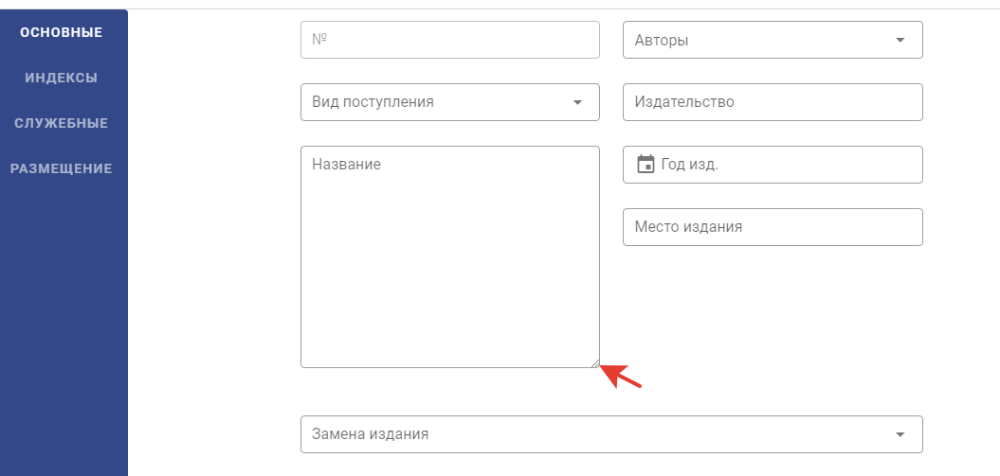 ОСНОВНЫЕ
ИНДЕКСЫ
СЛУЖЕБНЫЕ
РАЗМЕЩЕНИЕ
№
Авторы
Вид поступления
Издательство
Название
Год изд.
Место издания
Замена издания